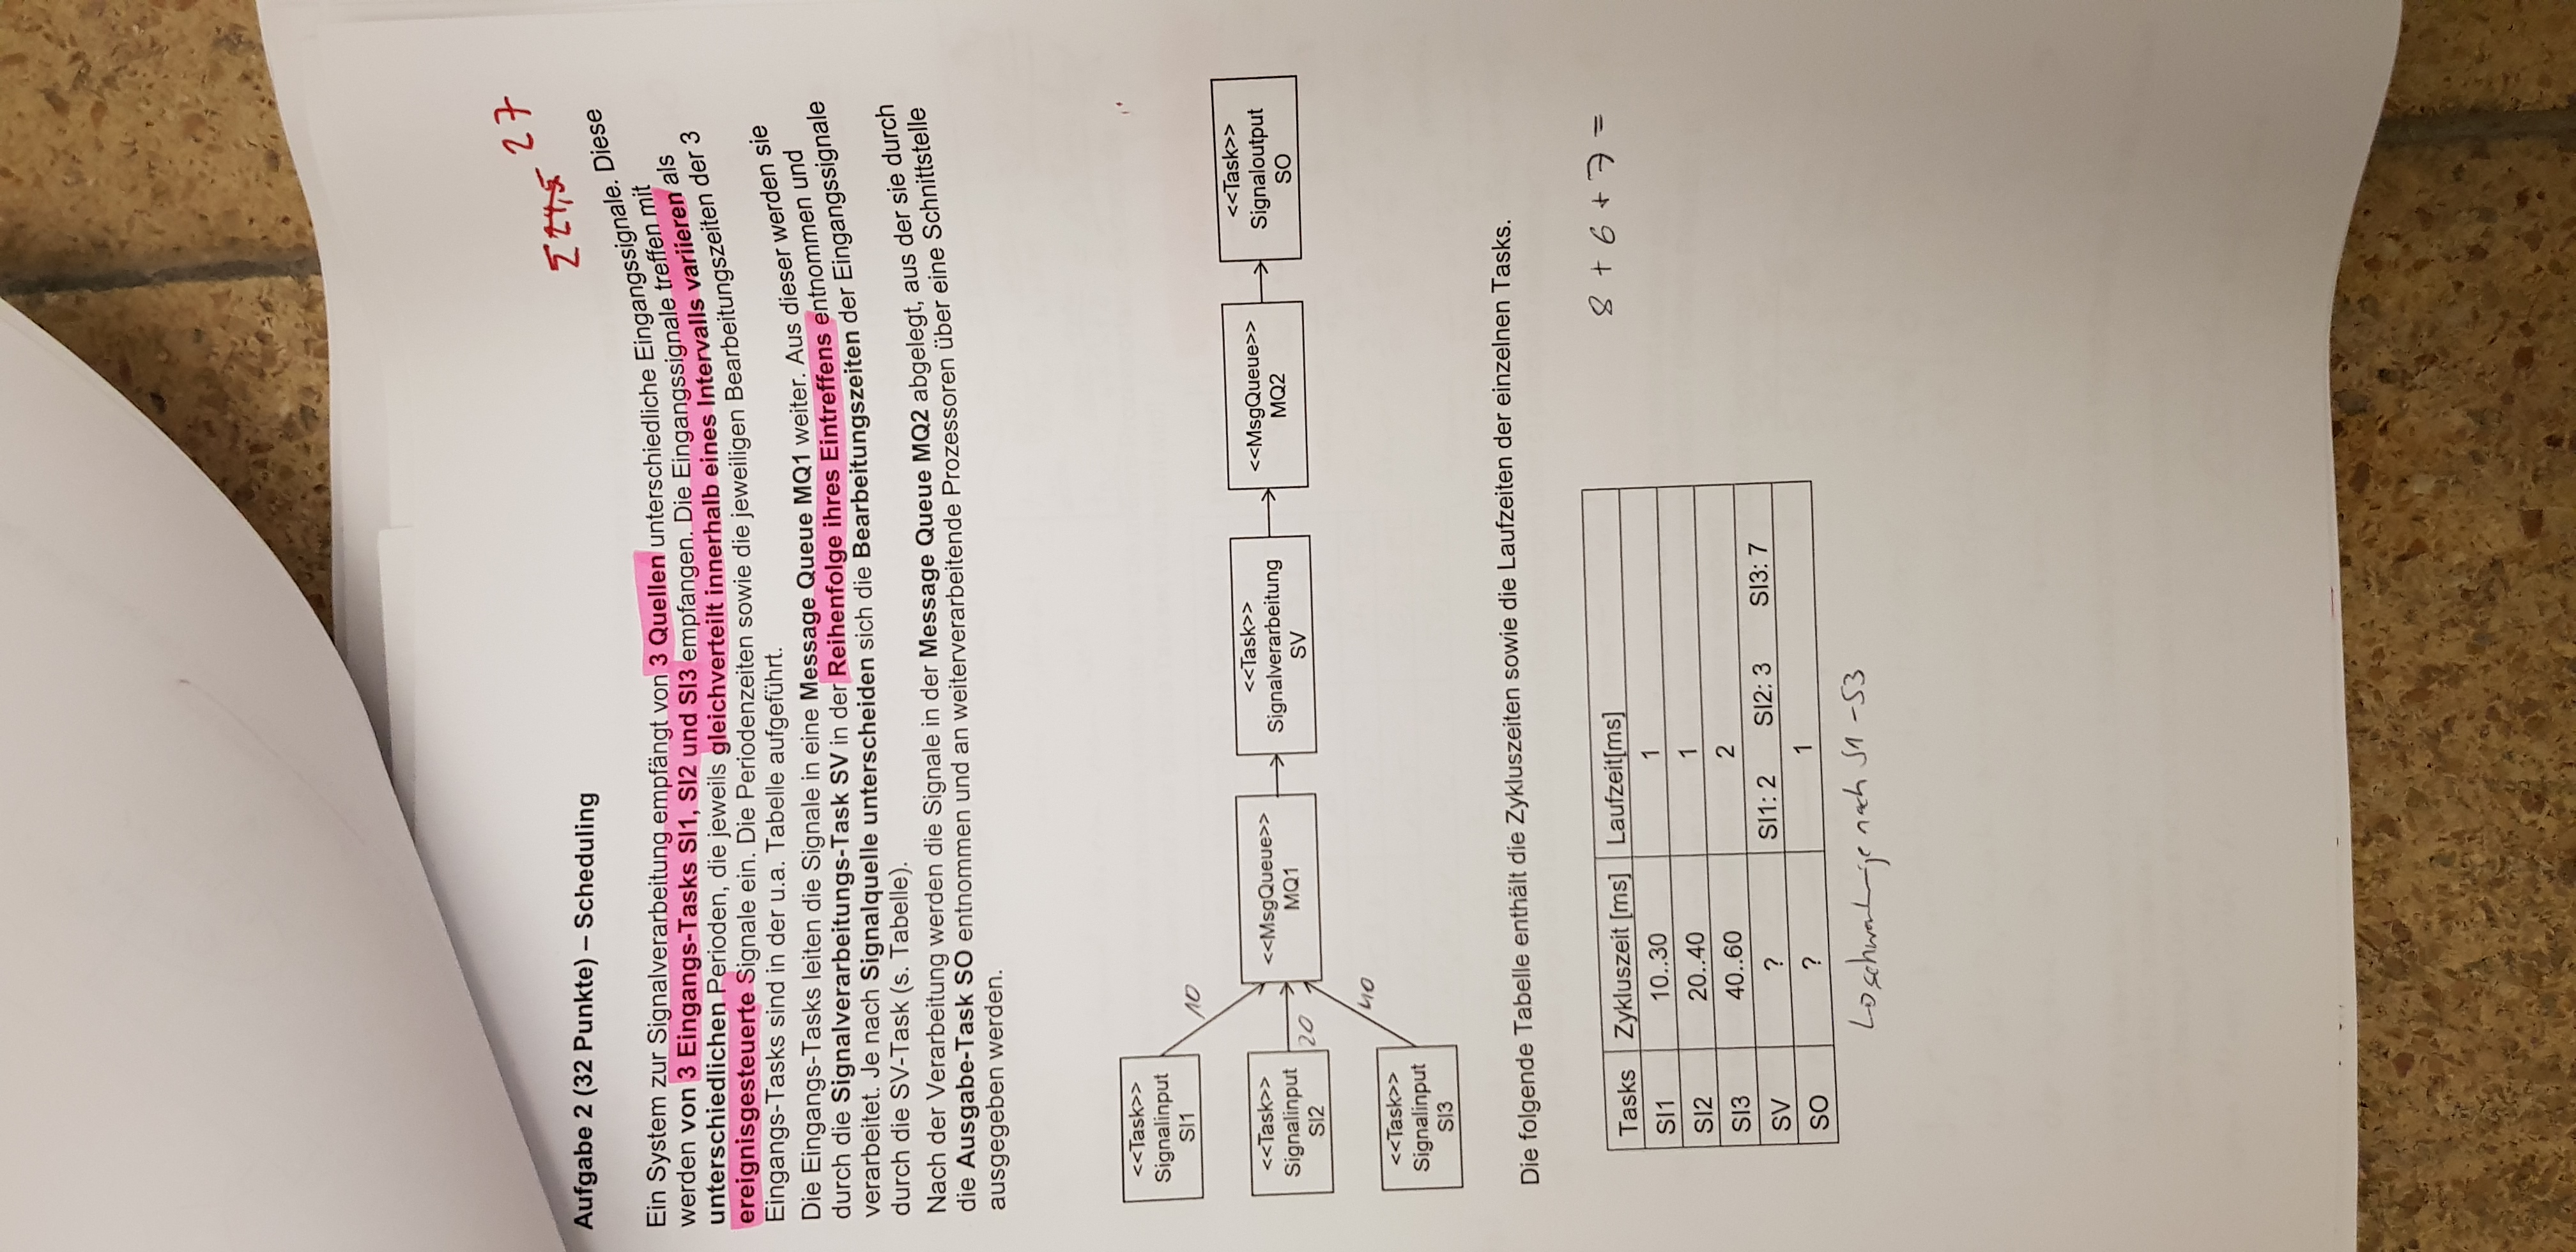 27
Σ 24,5
Aufgabe 2 (32 Punkte) – Scheduling
Ein System zur Signalverarbeitung empfängt von 3 Quellen unterschiedliche Eingangssignale. Diese
werden von 3 Eingangs-Tasks SI1, SI2 und SI3 empfangen. Die Eingangssignale treffen mit
unterschiedlichen Perioden, die jeweils gleichverteilt innerhalb eines Intervalls variieren als
ereignisgesteuerte Signale ein. Die Periodenzeiten sowie die jeweiligen Bearbeitungszeiten der 3
Eingangs-Tasks sind in der u.a. Tabelle aufgeführt.
Die Eingangs-Tasks leiten die Signale in eine Message Queue MQ1 weiter. Aus dieser werden sie
durch die Signalverarbeitungs-Task SV in der Reihenfolge ihres Eintreffens entnommen und
verarbeitet. Je nach Signalquelle unterscheiden sich die Bearbeitungszeiten der Eingangssignale
durch die SV-Task (s. Tabelle).
Nach der Verarbeitung werden die Signale in der Message Queue MQ2 abgelegt, aus der sie durch
die Ausgabe-Task SO entnommen und an weiterverarbeitende Prozessoren über eine Schnittstelle
ausgegeben werden.
<<Task>>
Signalinput
SI1
10
<<Task>>
Signalinput
SI2
20
<<Task>>
Signalinput
SI3
40
<<MsgQueue>>
MQ1
<<Task>>
Signalverarbeitung
SV
<<MsgQueue>>
MQ2
<<Task>>
Signaloutput
SO
Die folgende Tabelle enthält die Zykluszeiten sowie die Laufzeiten der einzelnen Tasks.
8 + 6 + 7 =
Tasks Zykluszeit [ms] Laufzeit[ms]
SI1 10..30 1
SI2 20..40 1
SI3 40..60 2
SV ? SI1: 2 SI2: 3 SI3: 7
SO ? 1
nach S1 - S3